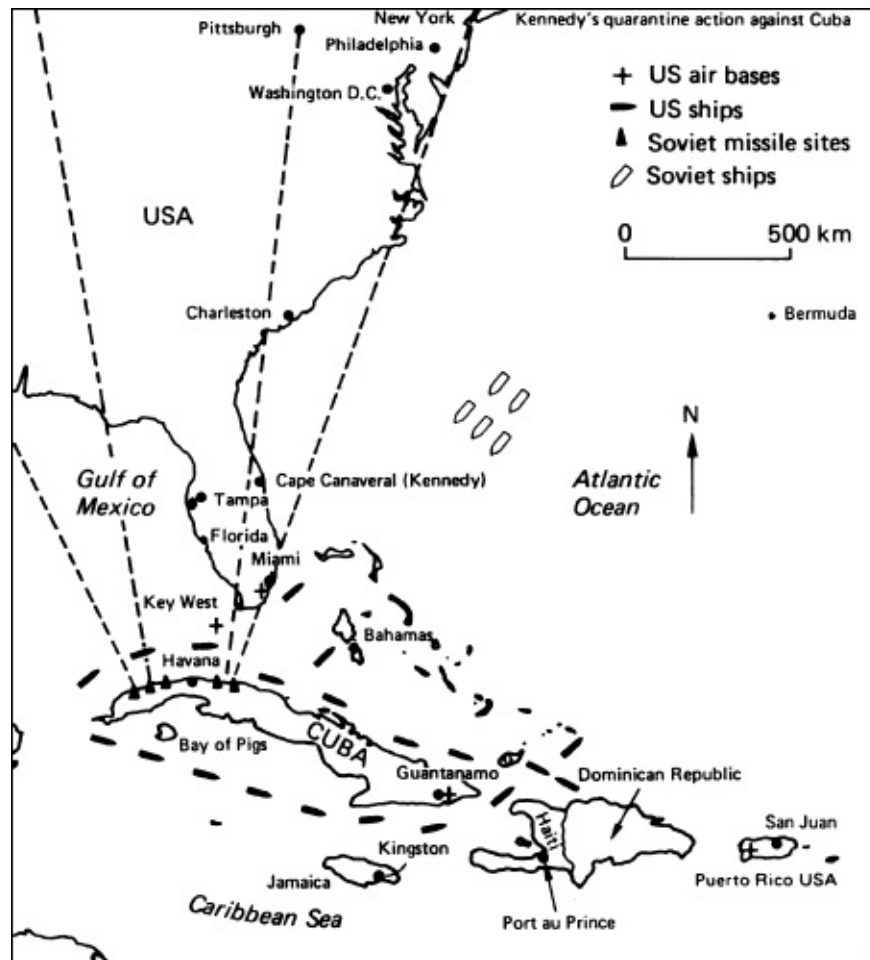 New York
Kennedy's quarantine action against Cuba
Pittsburgh
Philadelphia
Washington D.C.
US air bases
US ships
Soviet missile sites
Soviet ships
USA
0 500 km
Charleston
Bermuda
N
Gulf of
Mexico
Cape Canaveral (Kennedy)
Tampa
Atlantic
Ocean
Florida
Miami
Key West
Bahamas
Havana
CUBA
Bay of Pigs
Guantanamo
Dominican Republic
Haiti
San Juan
Kingston
Jamaica
Puerto Rico USA
Caribbean Sea
Port au Prince